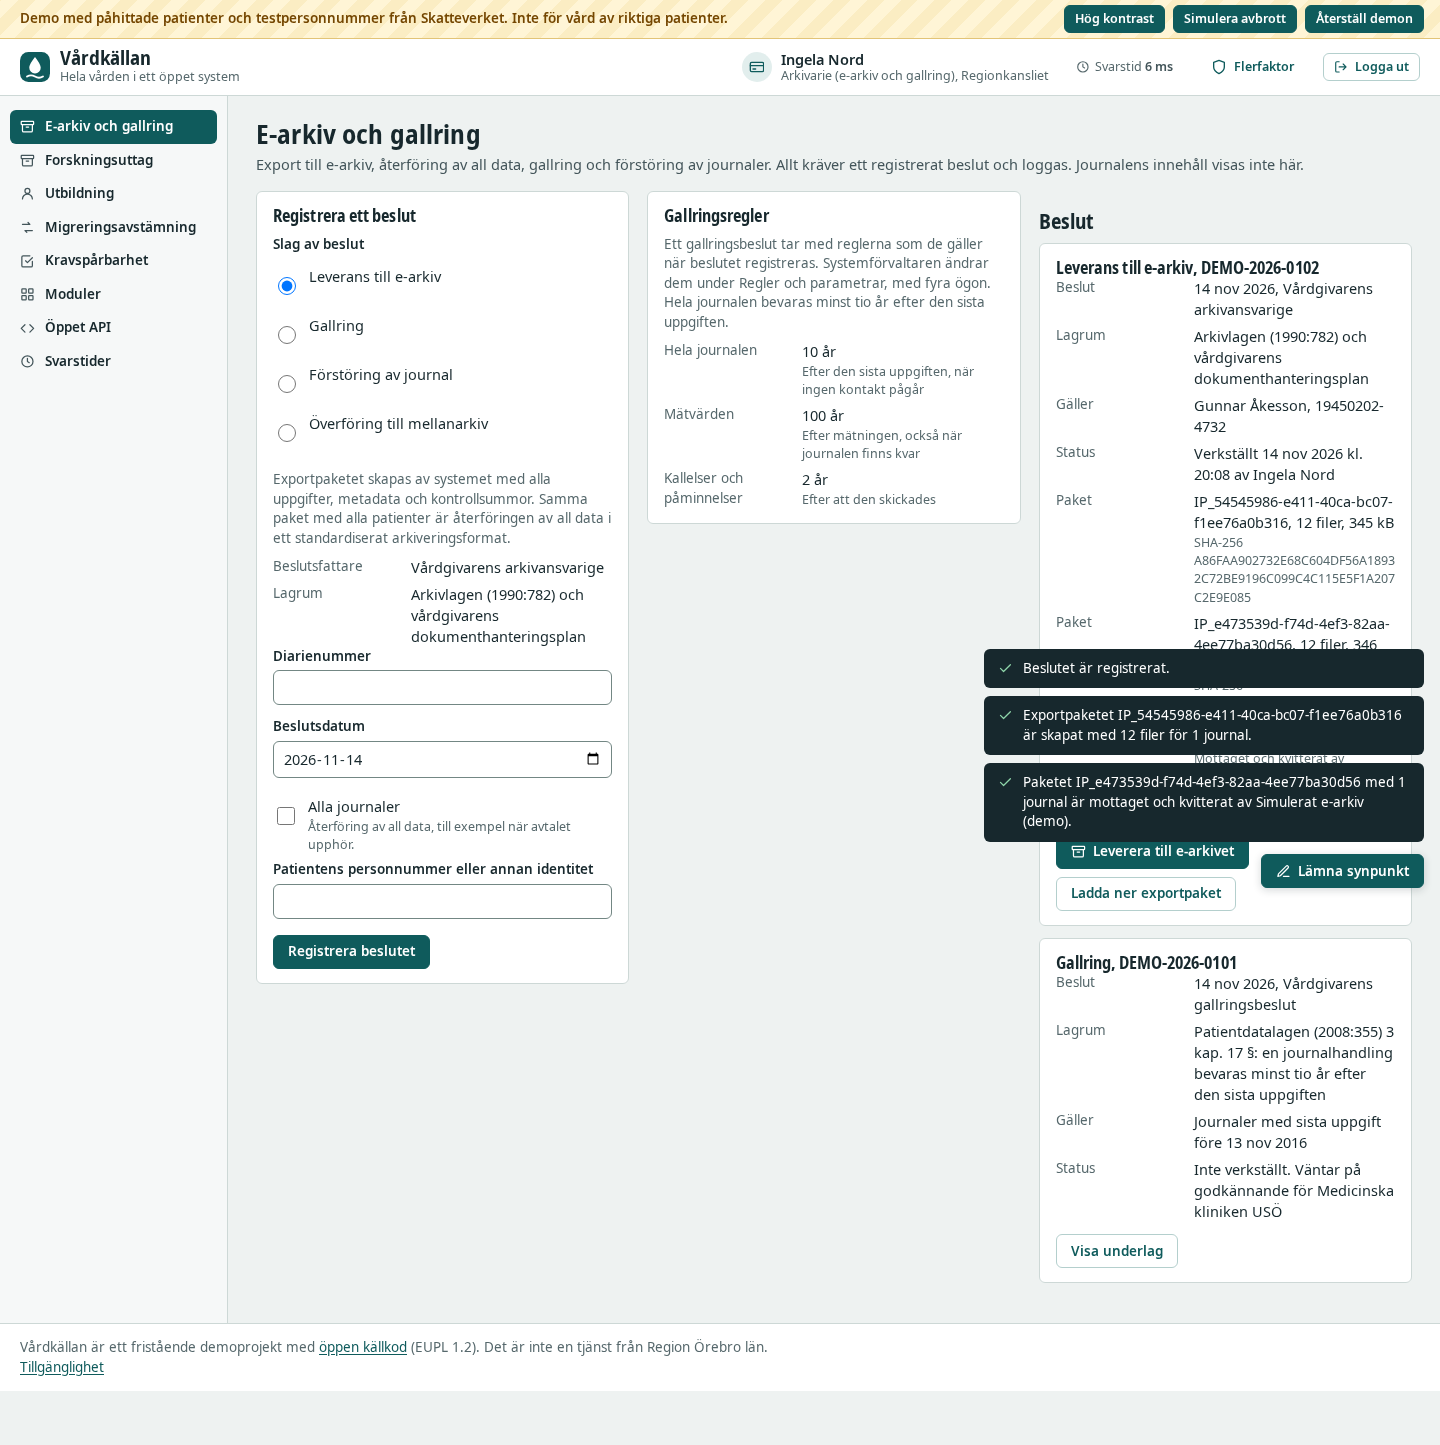 Demo med påhittade patienter och testpersonnummer från Skatteverket. Inte för vård av riktiga patienter.
Hög kontrast
Simulera avbrott
Återställ demon
Vårdkällan
Hela vården i ett öppet system
Ingela Nord
Arkivarie (e-arkiv och gallring), Regionkansliet
Svarstid 6 ms
Flerfaktor
Logga ut
E-arkiv och gallring
Forskningsuttag
Utbildning
Migreringsavstämning
Kravspårbarhet
Moduler
Öppet API
Svarstider
E-arkiv och gallring
Export till e-arkiv, återföring av all data, gallring och förstöring av journaler. Allt kräver ett registrerat beslut och loggas. Journalens innehåll visas inte här.
Registrera ett beslut
Slag av beslut
Leverans till e-arkiv
Gallring
Förstöring av journal
Överföring till mellanarkiv
Exportpaketet skapas av systemet med alla
uppgifter, metadata och kontrollsummor. Samma
paket med alla patienter är återföringen av all data i
ett standardiserat arkiveringsformat.
Beslutsfattare
Vårdgivarens arkivansvarige
Lagrum
Arkivlagen (1990:782) och
vårdgivarens
dokumenthanteringsplan
Diarienummer
Beslutsdatum
2026-11-14
Alla journaler
Återföring av all data, till exempel när avtalet
upphör.
Patientens personnummer eller annan identitet
Registrera beslutet
Gallringsregler
Ett gallringsbeslut tar med reglerna som de gäller
när beslutet registreras. Systemförvaltaren ändrar
dem under Regler och parametrar, med fyra ögon.
Hela journalen bevaras minst tio år efter den sista
uppgiften.
Hela journalen
10 år
Efter den sista uppgiften, när
ingen kontakt pågår
Mätvärden
100 år
Efter mätningen, också när
journalen finns kvar
Kallelser och
påminnelser
2 år
Efter att den skickades
Beslut
Leverans till e-arkiv, DEMO-2026-0102
Beslut
14 nov 2026, Vårdgivarens
arkivansvarige
Lagrum
Arkivlagen (1990:782) och
vårdgivarens
dokumenthanteringsplan
Gäller
Gunnar Åkesson, 19450202-
4732
Status
Verkställt 14 nov 2026 kl.
20:08 av Ingela Nord
Paket
IP_54545986-e411-40ca-bc07-
f1ee76a0b316, 12 filer, 345 kB
SHA-256
A86FAA902732E68C604DF56A1893
2C72BE9196C099C4C115E5F1A207
C2E9E085
Paket
IP_e473539d-f74d-4ef3-82aa-
4ee77ba30d56, 12 filer, 346
Beslutet är registrerat.
Exportpaketet IP_54545986-e411-40ca-bc07-f1ee76a0b316
är skapat med 12 filer för 1 journal.
Mottaget och kvitterat av
Paketet IP_e473539d-f74d-4ef3-82aa-4ee77ba30d56 med 1
journal är mottaget och kvitterat av Simulerat e-arkiv
(demo).
Leverera till e-arkivet
Lämna synpunkt
Ladda ner exportpaket
Gallring, DEMO-2026-0101
Beslut
14 nov 2026, Vårdgivarens
gallringsbeslut
Lagrum
Patientdatalagen (2008:355) 3
kap. 17 §: en journalhandling
bevaras minst tio år efter
den sista uppgiften
Gäller
Journaler med sista uppgift
före 13 nov 2016
Status
Inte verkställt. Väntar på
godkännande för Medicinska
kliniken USÖ
Visa underlag
Vårdkällan är ett fristående demoprojekt med öppen källkod (EUPL 1.2). Det är inte en tjänst från Region Örebro län.
Tillgänglighet